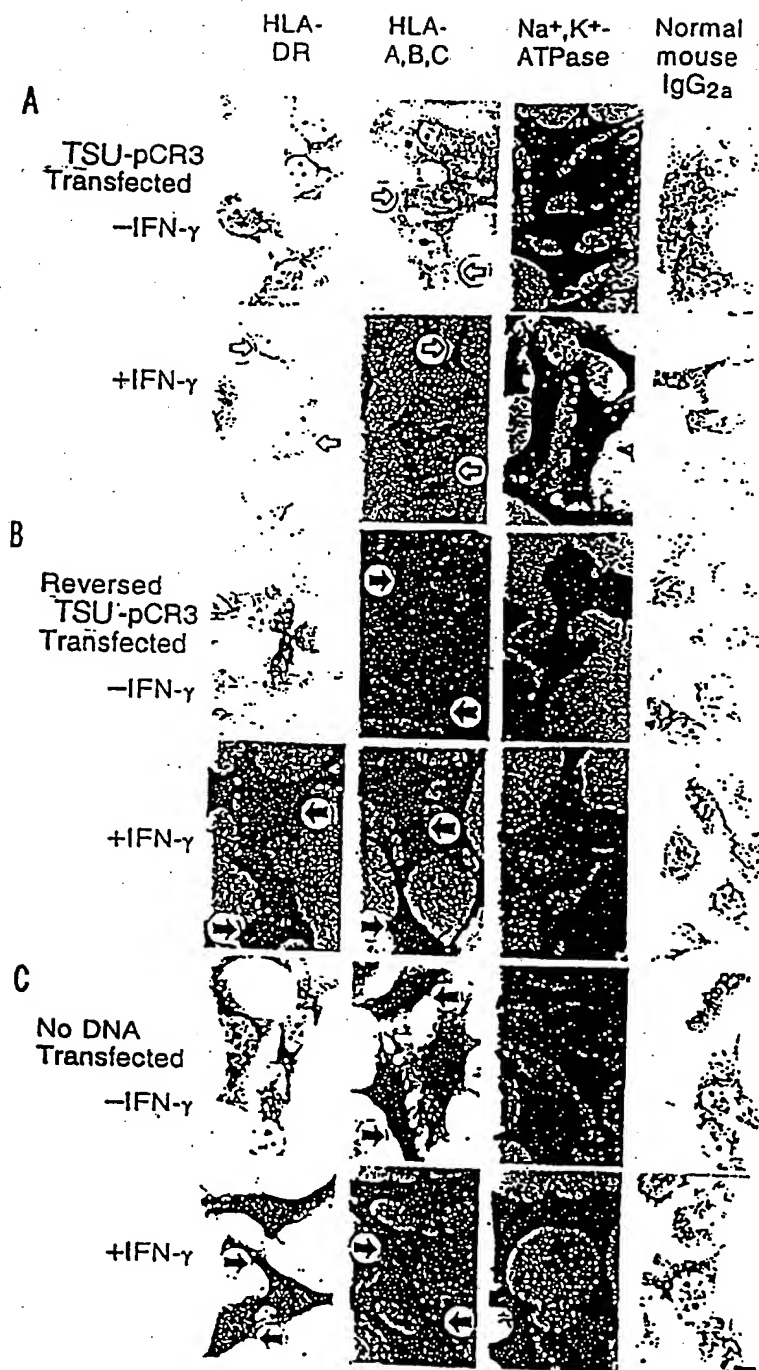 HLA-
DR
HLA-
A,B,C
Na+,K+-
ATPase
Normal
mouse
IgG2a
A
TSU-pCR3
Transfected
−IFN-γ
+IFN-γ
B
Reversed
TSU-pCR3
Transfected
−IFN-γ
+IFN-γ
C
No DNA
Transfected
−IFN-γ
+IFN-γ